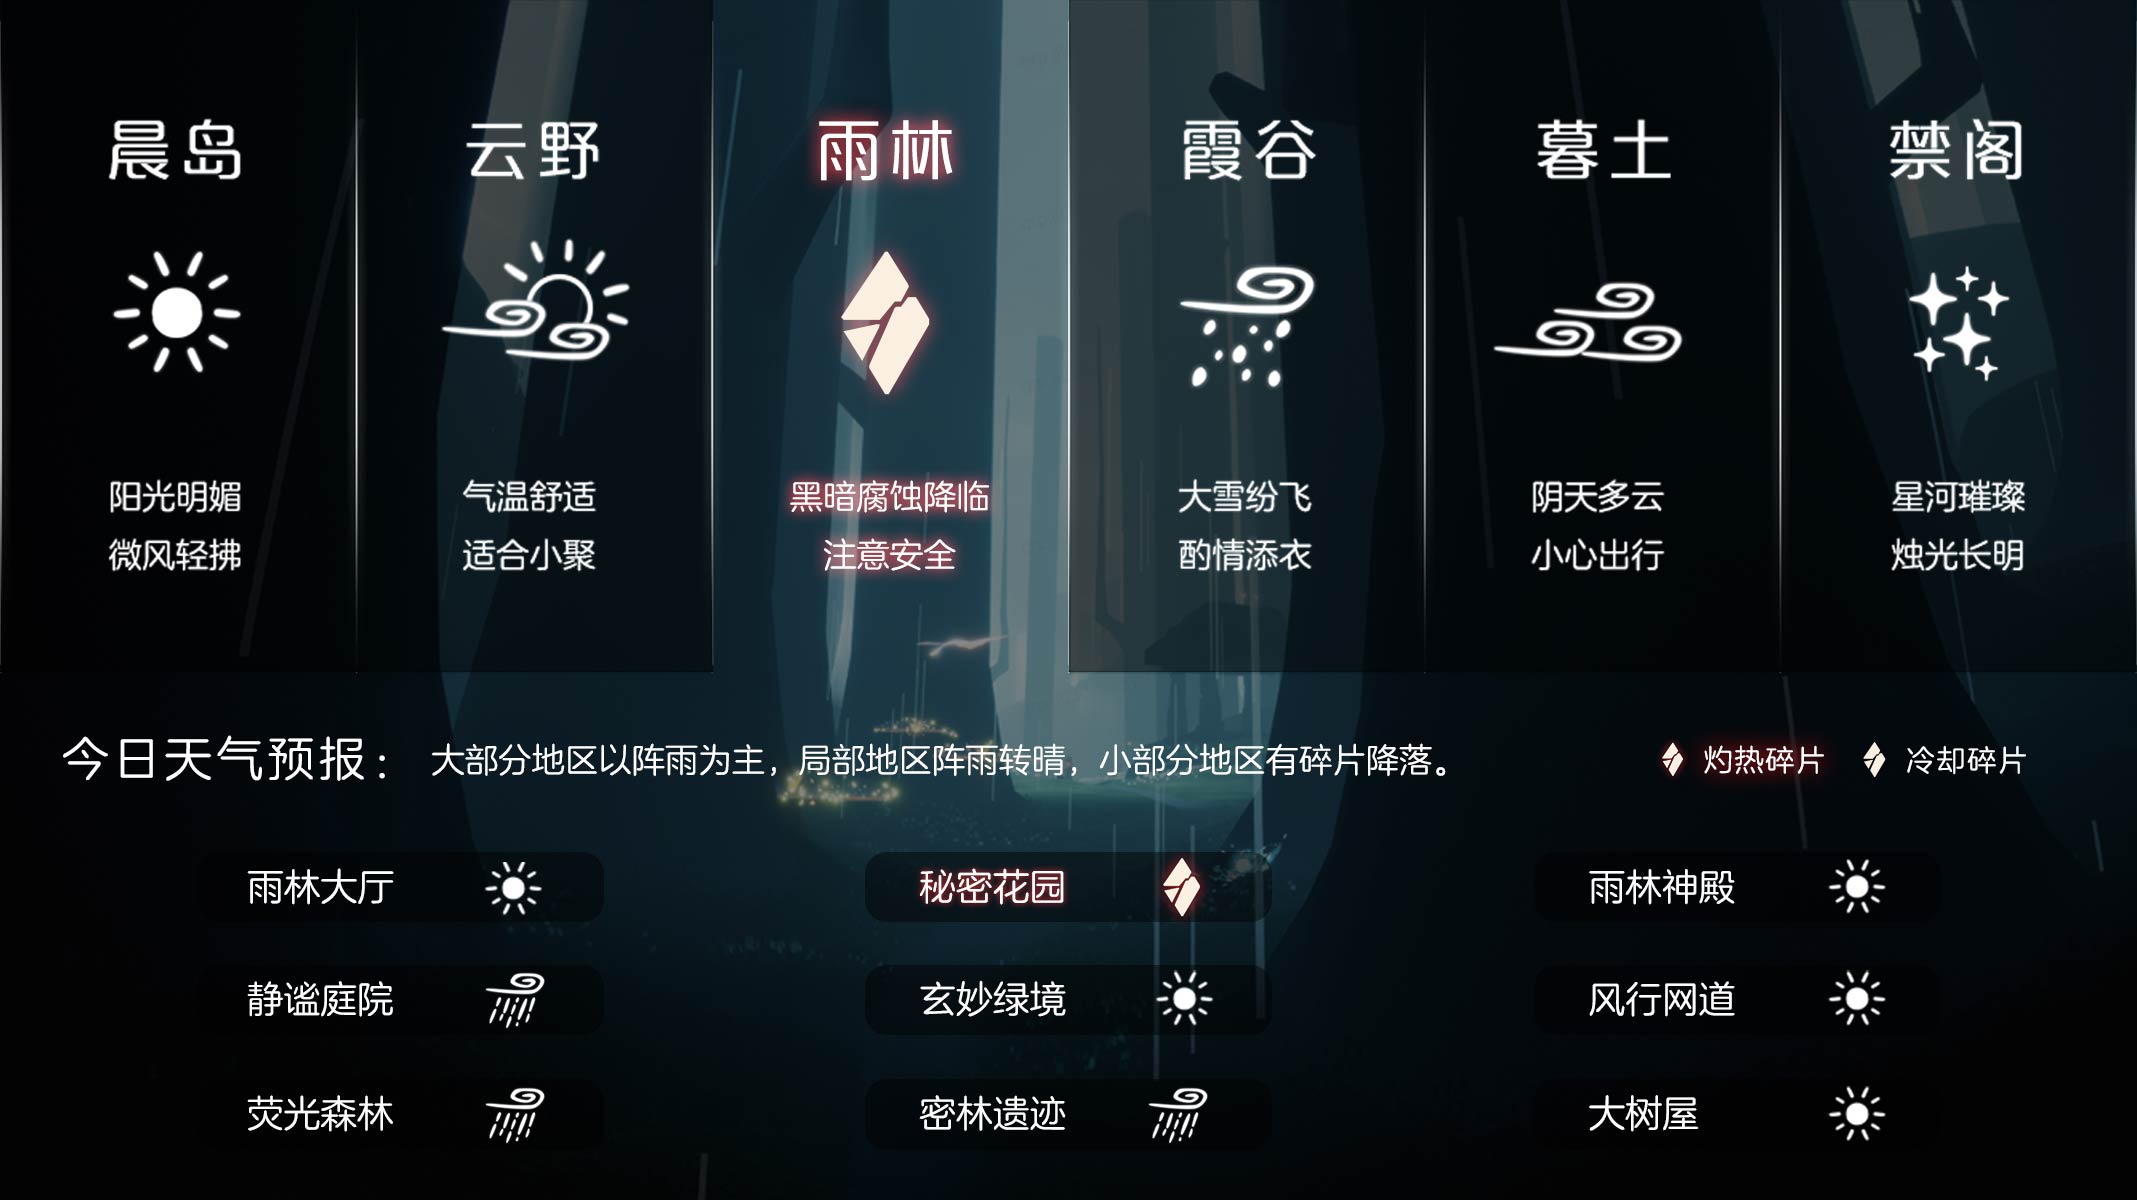 晨岛
云野
雨林
霞谷
暮土
禁阁
阳光明媚
微风轻拂
气温舒适
适合小聚
黑暗腐蚀降临
注意安全
大雪纷飞
酌情添衣
阴天多云
小心出行
星河璀璨
烛光长明
今日天气预报：
大部分地区以阵雨为主，局部地区阵雨转晴，小部分地区有碎片降落。
灼热碎片
冷却碎片
雨林大厅
秘密花园
雨林神殿
静谧庭院
玄妙绿境
风行网道
荧光森林
密林遗迹
大树屋